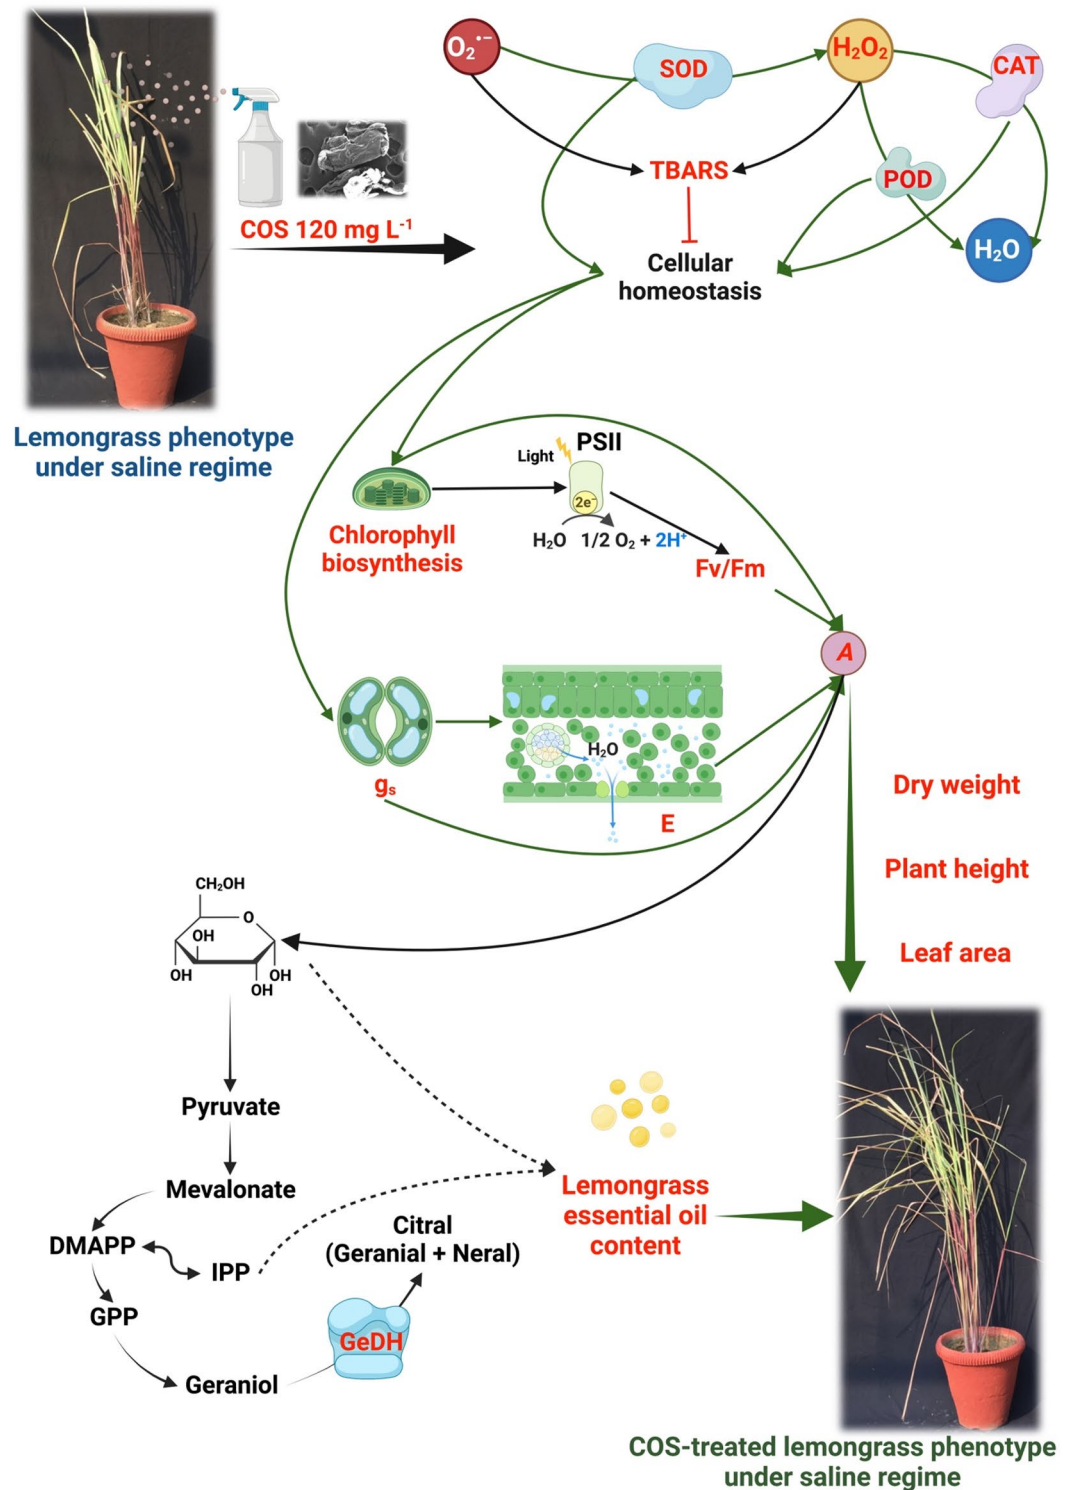 O₂•−
SOD
H₂O₂
CAT
TBARS
POD
COS 120 mg L⁻¹
H₂O
Cellular
homeostasis
Lemongrass phenotype
under saline regime
PSII
Light
2e⁻
H₂O 1/2 O₂ + 2H⁺
Chlorophyll
biosynthesis
Fv/Fm
A
H₂O
gₛ
E
Dry weight
Plant height
Leaf area
CH₂OH
O
OH
OH
OH
OH
Pyruvate
Mevalonate
DMAPP
IPP
GPP
Geraniol
GeDH
Citral
(Geranial + Neral)
Lemongrass
essential oil
content
COS-treated lemongrass phenotype
under saline regime